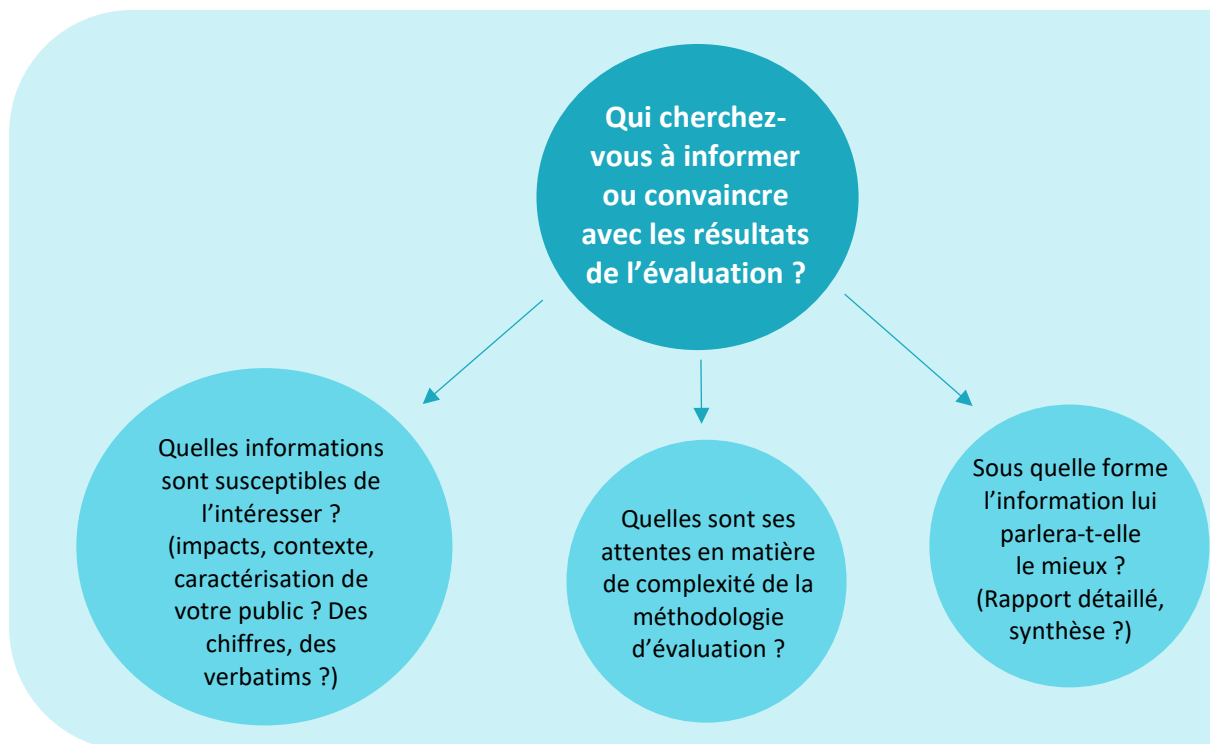 Qui cherchez-
vous à informer
ou convaincre
avec les résultats
de l’évaluation ?
Quelles informations
sont susceptibles de
l’intéresser ?
(impacts, contexte,
caractérisation de
votre public ? Des
chiffres, des
verbatims ?)
Quelles sont ses
attentes en matière
de complexité de la
méthodologie
d’évaluation ?
Sous quelle forme
l’information lui
parlera-t-elle
le mieux ?
(Rapport détaillé,
synthèse ?)